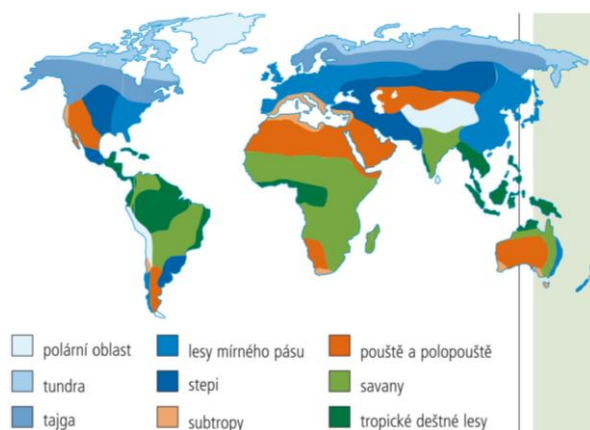 polární oblast
lesy mírného pásu
pouště a polopouště
tundra
stepi
savany
tajga
subtropy
tropické deštné lesy